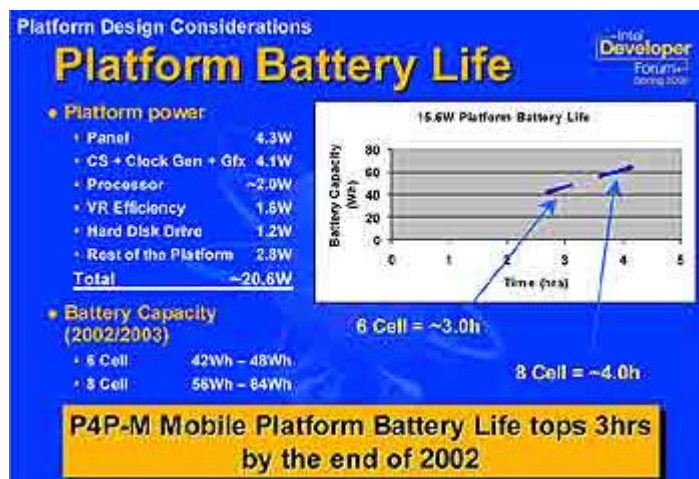 Platform Design Considerations
Platform Battery Life
Intel
Developer
Forum
Spring
• Platform power
• Panel 4.3W
• CS + Clock Gen + Gfx 4.1W
• Processor ~2.0W
• VR Efficiency 1.6W
• Hard Disk Drive 1.2W
• Rest of the Platform 2.8W
Total ~20.6W
15.6W Platform Battery Life
Battery Capacity
(Wh)
80
60
40
20
0
0 1 2 3 4 5
Time (hrs)
6 Cell = ~3.0h
8 Cell = ~4.0h
• Battery Capacity
(2002/2003)
• 6 Cell 42Wh – 48Wh
• 8 Cell 56Wh – 64Wh
P4P-M Mobile Platform Battery Life tops 3hrs
by the end of 2002